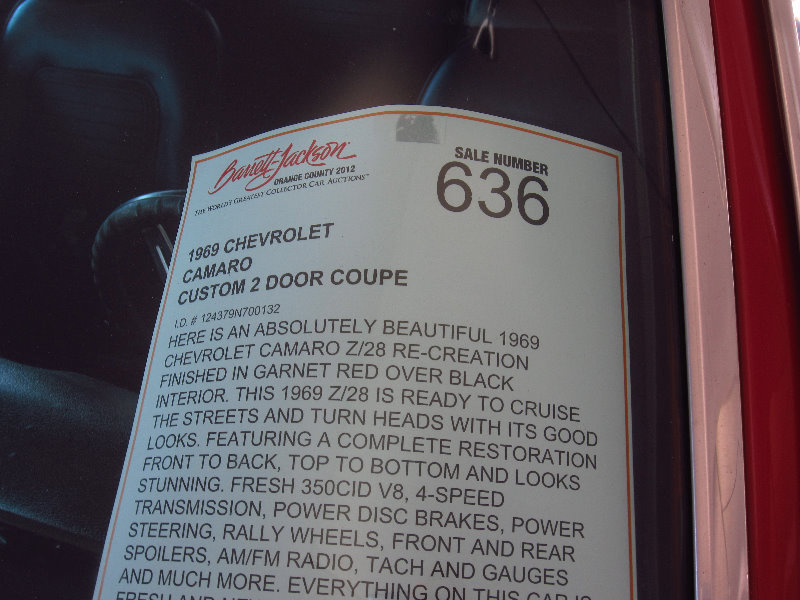 Barrett-Jackson
ORANGE COUNTY 2012
THE WORLD'S GREATEST COLLECTOR CAR AUCTIONS™
SALE NUMBER
636
1969 CHEVROLET
CAMARO
CUSTOM 2 DOOR COUPE
I.D. # 124379N700132
HERE IS AN ABSOLUTELY BEAUTIFUL 1969
CHEVROLET CAMARO Z/28 RE-CREATION
FINISHED IN GARNET RED OVER BLACK
INTERIOR. THIS 1969 Z/28 IS READY TO CRUISE
THE STREETS AND TURN HEADS WITH ITS GOOD
LOOKS. FEATURING A COMPLETE RESTORATION
FRONT TO BACK, TOP TO BOTTOM AND LOOKS
STUNNING. FRESH 350CID V8, 4-SPEED
TRANSMISSION, POWER DISC BRAKES, POWER
STEERING, RALLY WHEELS, FRONT AND REAR
SPOILERS, AM/FM RADIO, TACH AND GAUGES
AND MUCH MORE. EVERYTHING ON THIS CAR IS
FRESH AND